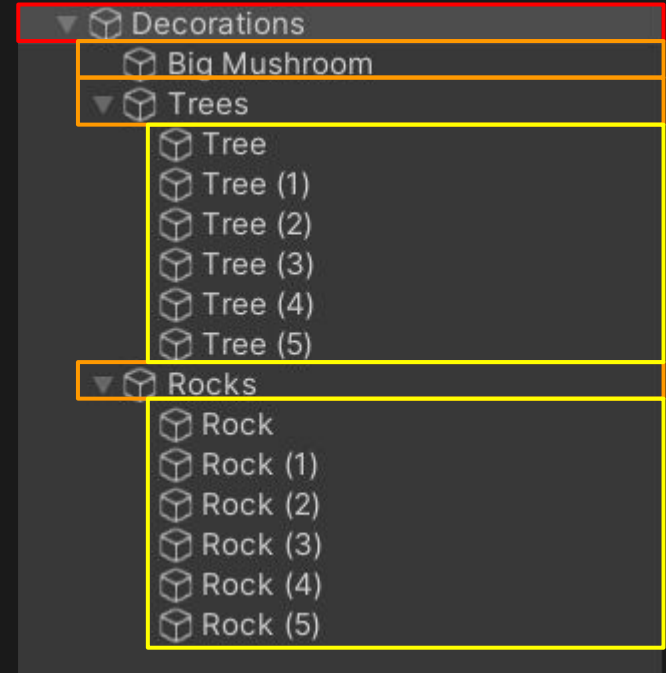 Decorations
Big Mushroom
Trees
Tree
Tree (1)
Tree (2)
Tree (3)
Tree (4)
Tree (5)
Rocks
Rock
Rock (1)
Rock (2)
Rock (3)
Rock (4)
Rock (5)